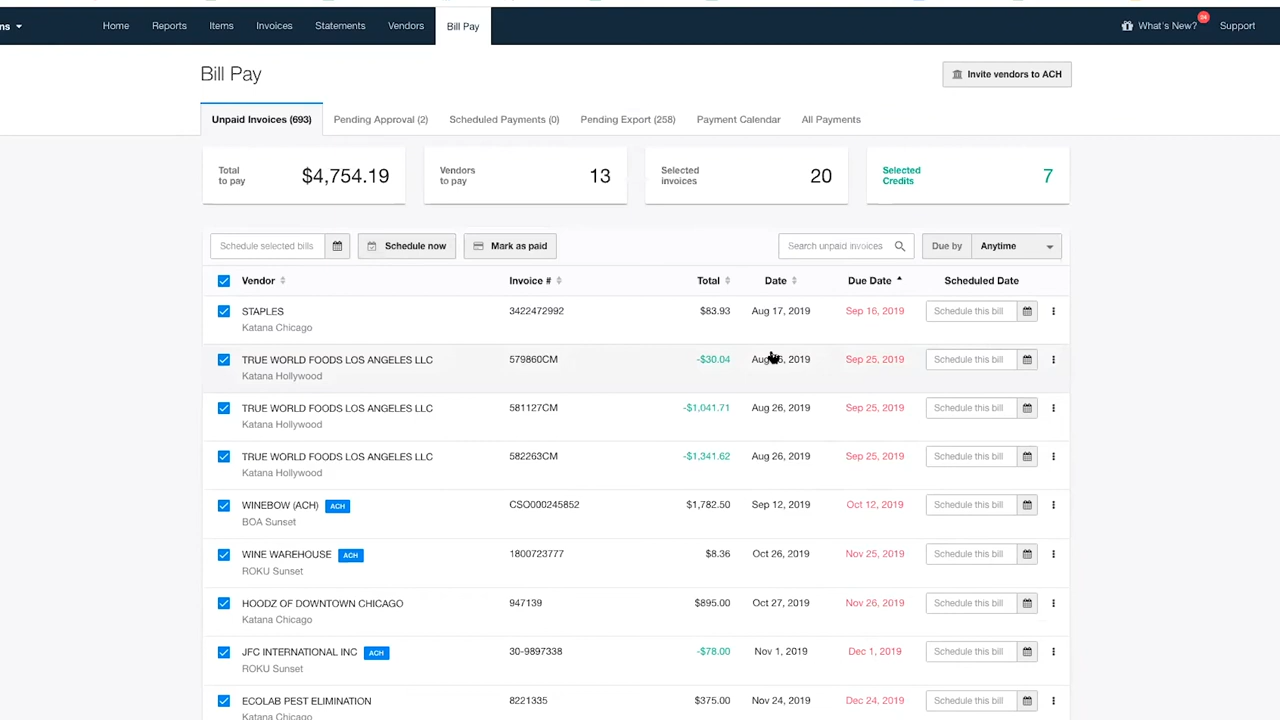 ns
Home Reports Items Invoices Statements Vendors Bill Pay What's New? Support
Bill Pay
Invite vendors to ACH
Unpaid Invoices (693) Pending Approval (2) Scheduled Payments (0) Pending Export (258) Payment Calendar All Payments
Total to pay $4,754.19
Vendors to pay 13
Selected invoices 20
Selected Credits 7
Schedule selected bills Schedule now Mark as paid Search unpaid invoices Due by Anytime
Vendor Invoice # Total Date Due Date Scheduled Date
STAPLES 3422472992 $83.93 Aug 17, 2019 Sep 16, 2019 Schedule this bill
Katana Chicago
TRUE WORLD FOODS LOS ANGELES LLC 579860CM -$30.04 Aug , 2019 Sep 25, 2019 Schedule this bill
Katana Hollywood
TRUE WORLD FOODS LOS ANGELES LLC 581127CM -$1,041.71 Aug 26, 2019 Sep 25, 2019 Schedule this bill
Katana Hollywood
TRUE WORLD FOODS LOS ANGELES LLC 582263CM -$1,341.62 Aug 26, 2019 Sep 25, 2019 Schedule this bill
Katana Hollywood
WINEBOW (ACH) ACH CSO000245852 $1,782.50 Sep 12, 2019 Oct 12, 2019 Schedule this bill
BOA Sunset
WINE WAREHOUSE ACH 1800723777 $8.36 Oct 26, 2019 Nov 25, 2019 Schedule this bill
ROKU Sunset
HOODZ OF DOWNTOWN CHICAGO 947139 $895.00 Oct 27, 2019 Nov 26, 2019 Schedule this bill
Katana Chicago
JFC INTERNATIONAL INC ACH 30-9897338 -$78.00 Nov 1, 2019 Dec 1, 2019 Schedule this bill
ROKU Sunset
ECOLAB PEST ELIMINATION 8221335 $375.00 Nov 24, 2019 Dec 24, 2019 Schedule this bill
Katana Chicago